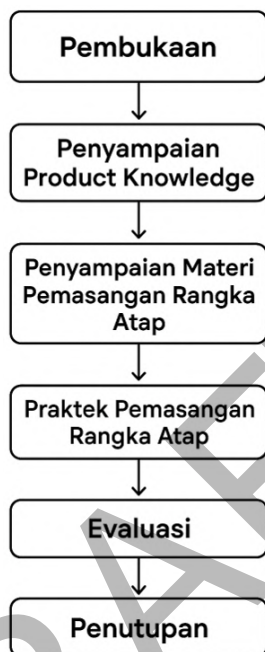 Pembukaan
Penyampaian
Product Knowledge
Penyampaian Materi
Pemasangan Rangka
Atap
Praktek Pemasangan
Rangka Atap
Evaluasi
Penutupan